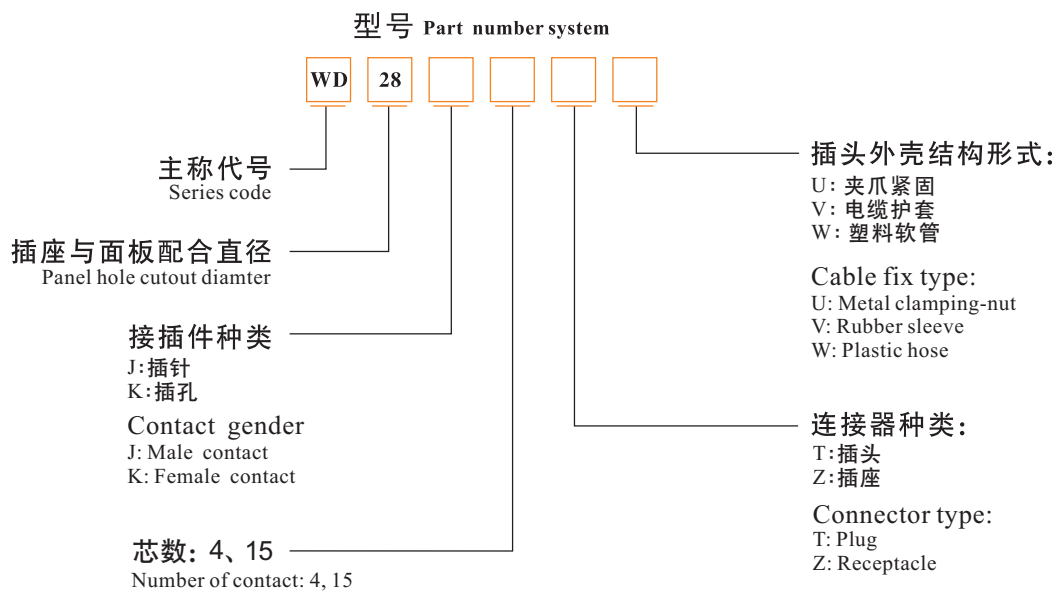 型号 Part number system
WD 28
主称代号
Series code
插座与面板配合直径
Panel hole cutout diamter
接插件种类
J:插针
K:插孔
Contact gender
J: Male contact
K: Female contact
芯数: 4、15
Number of contact: 4, 15
插头外壳结构形式:
U: 夹爪紧固
V: 电缆护套
W: 塑料软管
Cable fix type:
U: Metal clamping-nut
V: Rubber sleeve
W: Plastic hose
连接器种类:
T:插头
Z:插座
Connector type:
T: Plug
Z: Receptacle